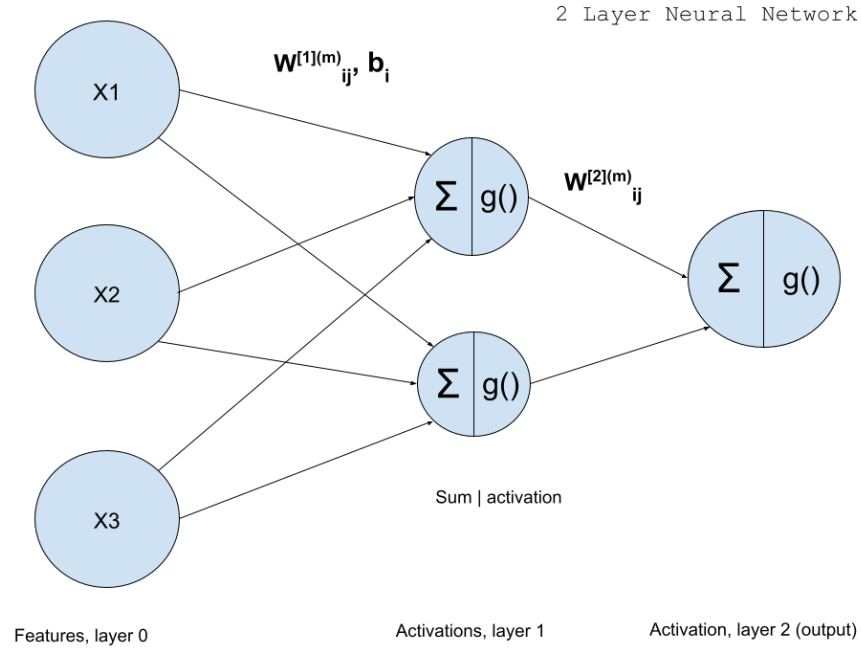 2 Layer Neural Network
W[1](m)ij, bi
X1
W[2](m)ij
Σ g()
X2
Σ g()
Σ g()
Sum | activation
X3
Features, layer 0
Activations, layer 1
Activation, layer 2 (output)